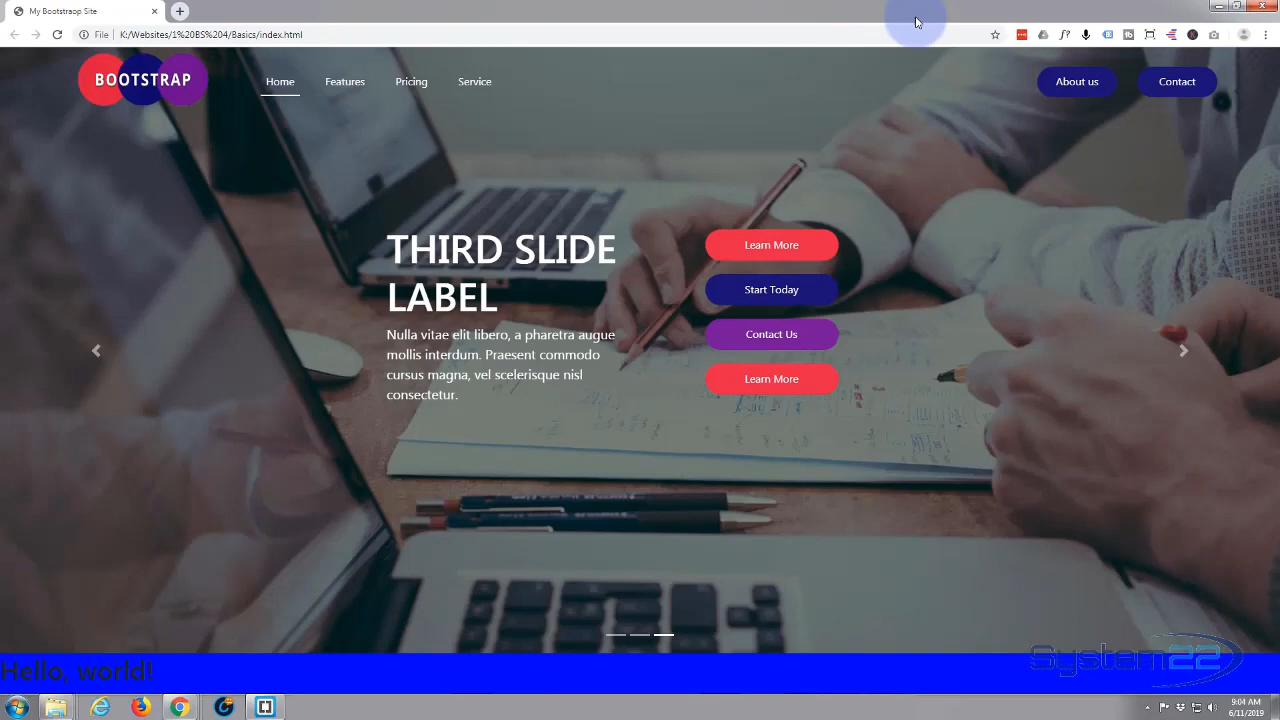 My Bootstraop Site
File
K:/Websites/1%20BS%204/Basics/index.html
BOOTSTRAP
Home
Features
Pricing
Service
About us
Contact
THIRD SLIDE
LABEL
Nulla vitae elit libero, a pharetra augue
mollis interdum. Praesent commodo
cursus magna, vel scelerisque nisl
consectetur.
Learn More
Start Today
Contact Us
Learn More
Hello, world!
System22
9:04 AM
6/11/2019